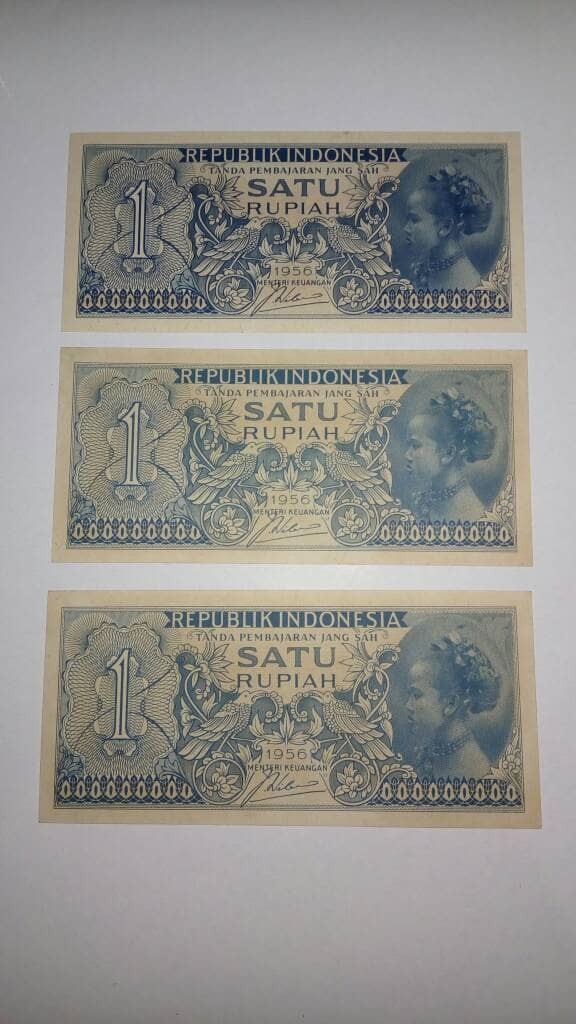 REPUBLIK INDONESIA
TANDA PEMBAJARAN JANG SAH
1
SATU
RUPIAH
1956
MENTERI KEUANGAN
REPUBLIK INDONESIA
TANDA PEMBAJARAN JANG SAH
1
SATU
RUPIAH
1956
MENTERI KEUANGAN
REPUBLIK INDONESIA
TANDA PEMBAJARAN JANG SAH
1
SATU
RUPIAH
1956
MENTERI KEUANGAN